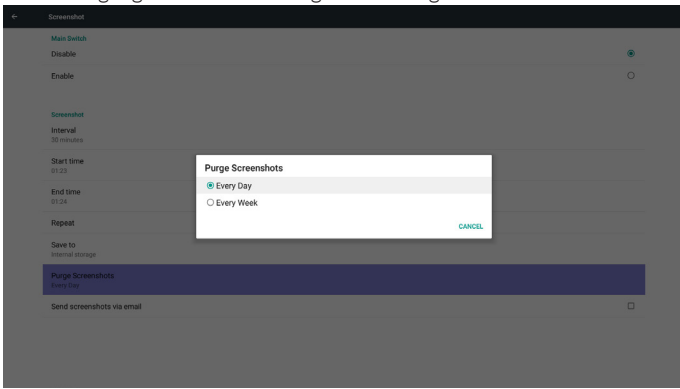 Screenshot
Main Switch
Disable
Enable
Screenshot
Interval
30 minutes
Start time
01:23
End time
01:24
Repeat
Save to
Internal storage
Purge Screenshots
Every Day
Send screenshots via email
Purge Screenshots
Every Day
Every Week
CANCEL